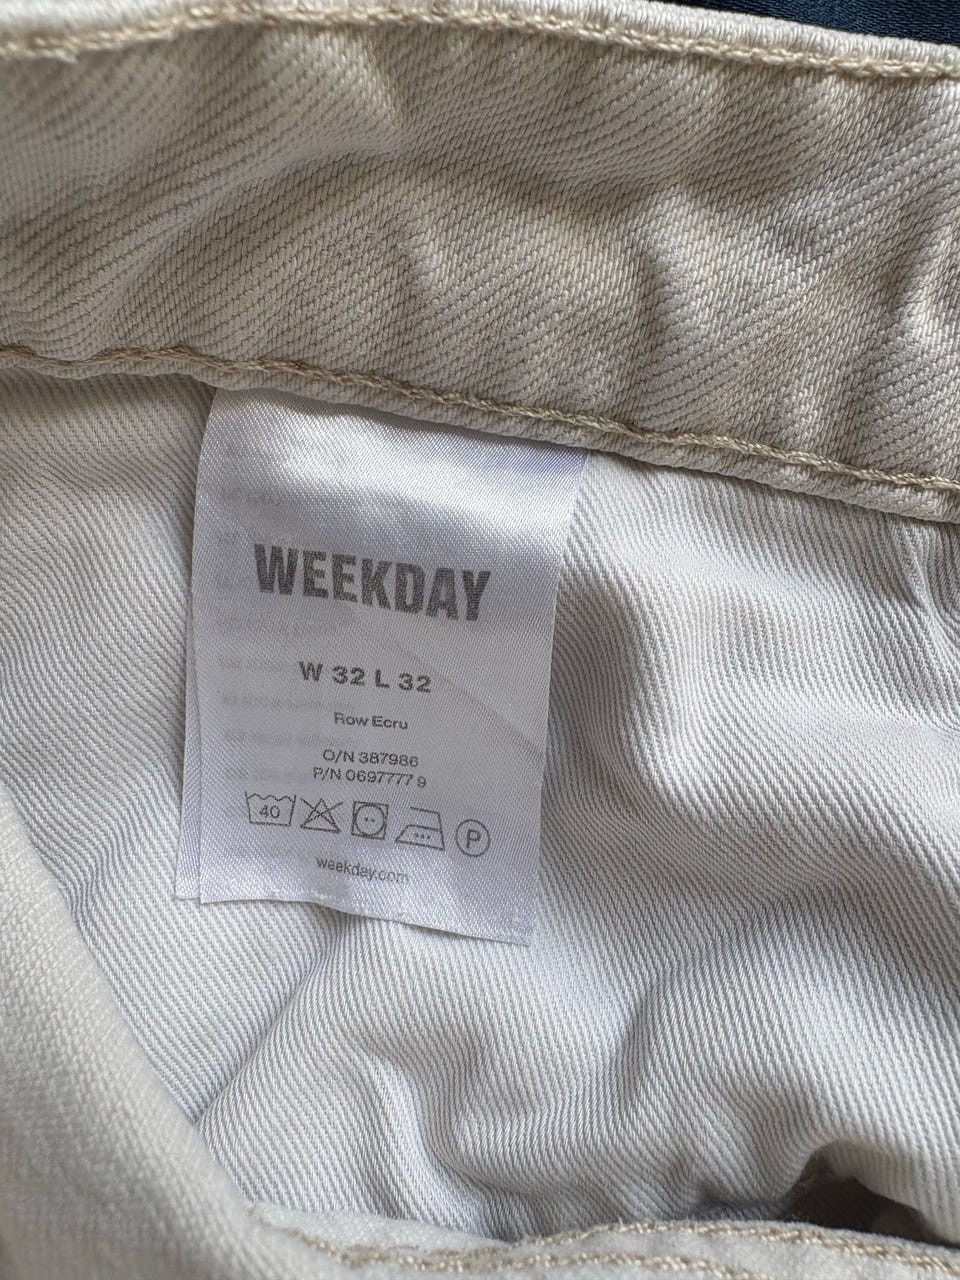 WEEKDAY
W 32 L 32
Row Ecru
O/N 387986
P/N 0697777 9
40 P
weekday.com